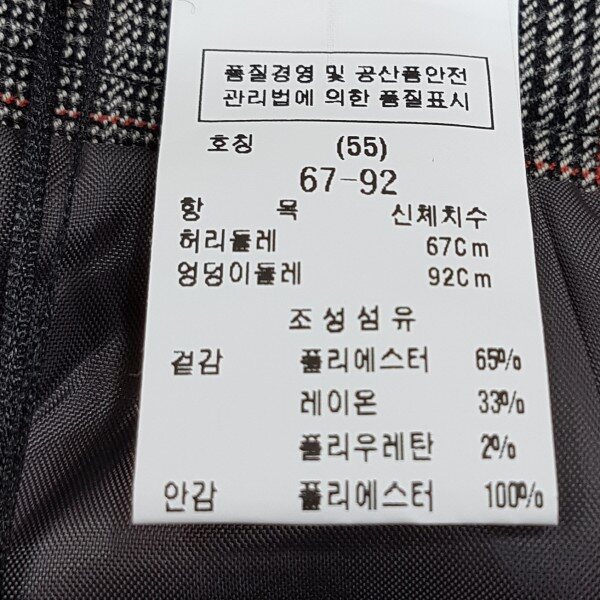 품질경영 및 공산품안전
관리법에 의한 품질표시
호칭 (55)
67-92
항 목 신체치수
허리둘레 67Cm
엉덩이둘레 92Cm
조성섬유
겉감 폴리에스터 65%
레이온 33%
폴리우레탄 2%
안감 폴리에스터 100%